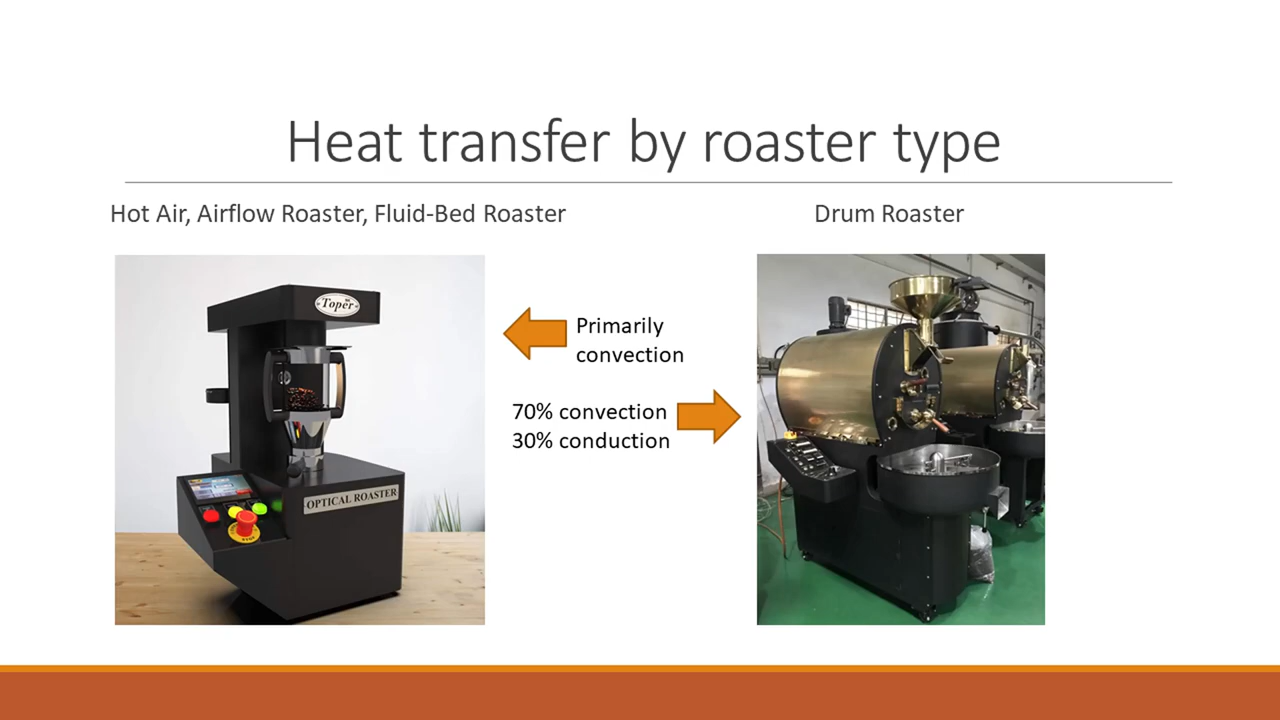 Heat transfer by roaster type
Hot Air, Airflow Roaster, Fluid-Bed Roaster
Drum Roaster
Toper
Primarily
convection
70% convection
30% conduction
OPTICAL ROASTER